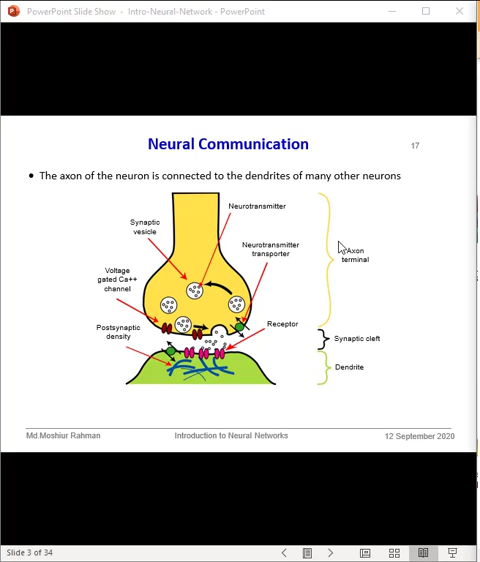 PowerPoint Slide Show - Intro-Neural-Network - PowerPoint
Neural Communication
17
• The axon of the neuron is connected to the dendrites of many other neurons
Neurotransmitter
Synaptic
vesicle
Neurotransmitter
transporter
Axon
terminal
Voltage
gated Ca++
channel
Receptor
Postsynaptic
density
Synaptic cleft
Dendrite
Md.Moshiur Rahman
Introduction to Neural Networks
12 September 2020
Slide 3 of 34